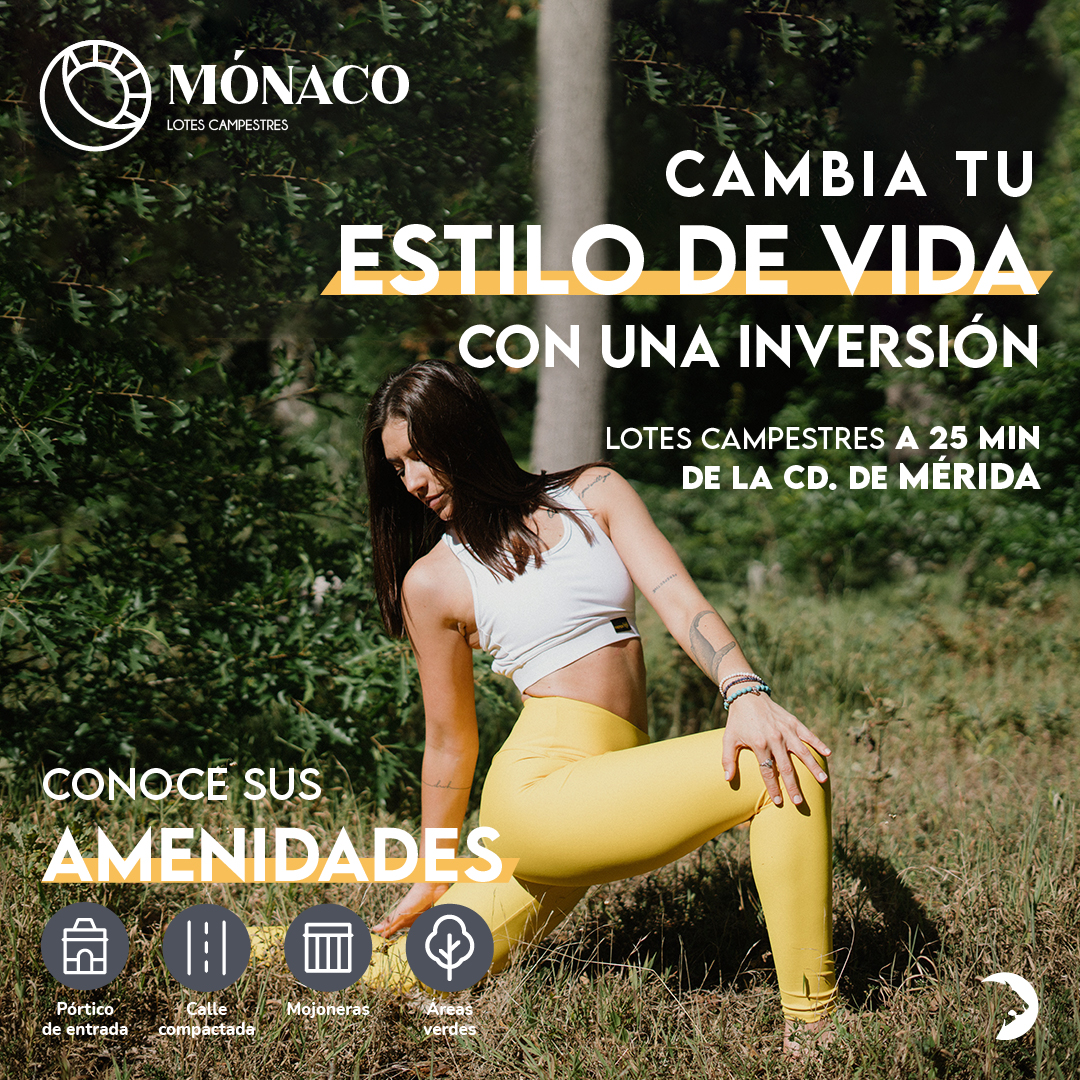 MÓNACO
LOTES CAMPESTRES
CAMBIA TU
ESTILO DE VIDA
CON UNA INVERSIÓN
LOTES CAMPESTRES A 25 MIN
DE LA CD. DE MÉRIDA
CONOCE SUS
AMENIDADES
Pórtico
de entrada
Calle
compactada
Mojoneras
Áreas
verdes